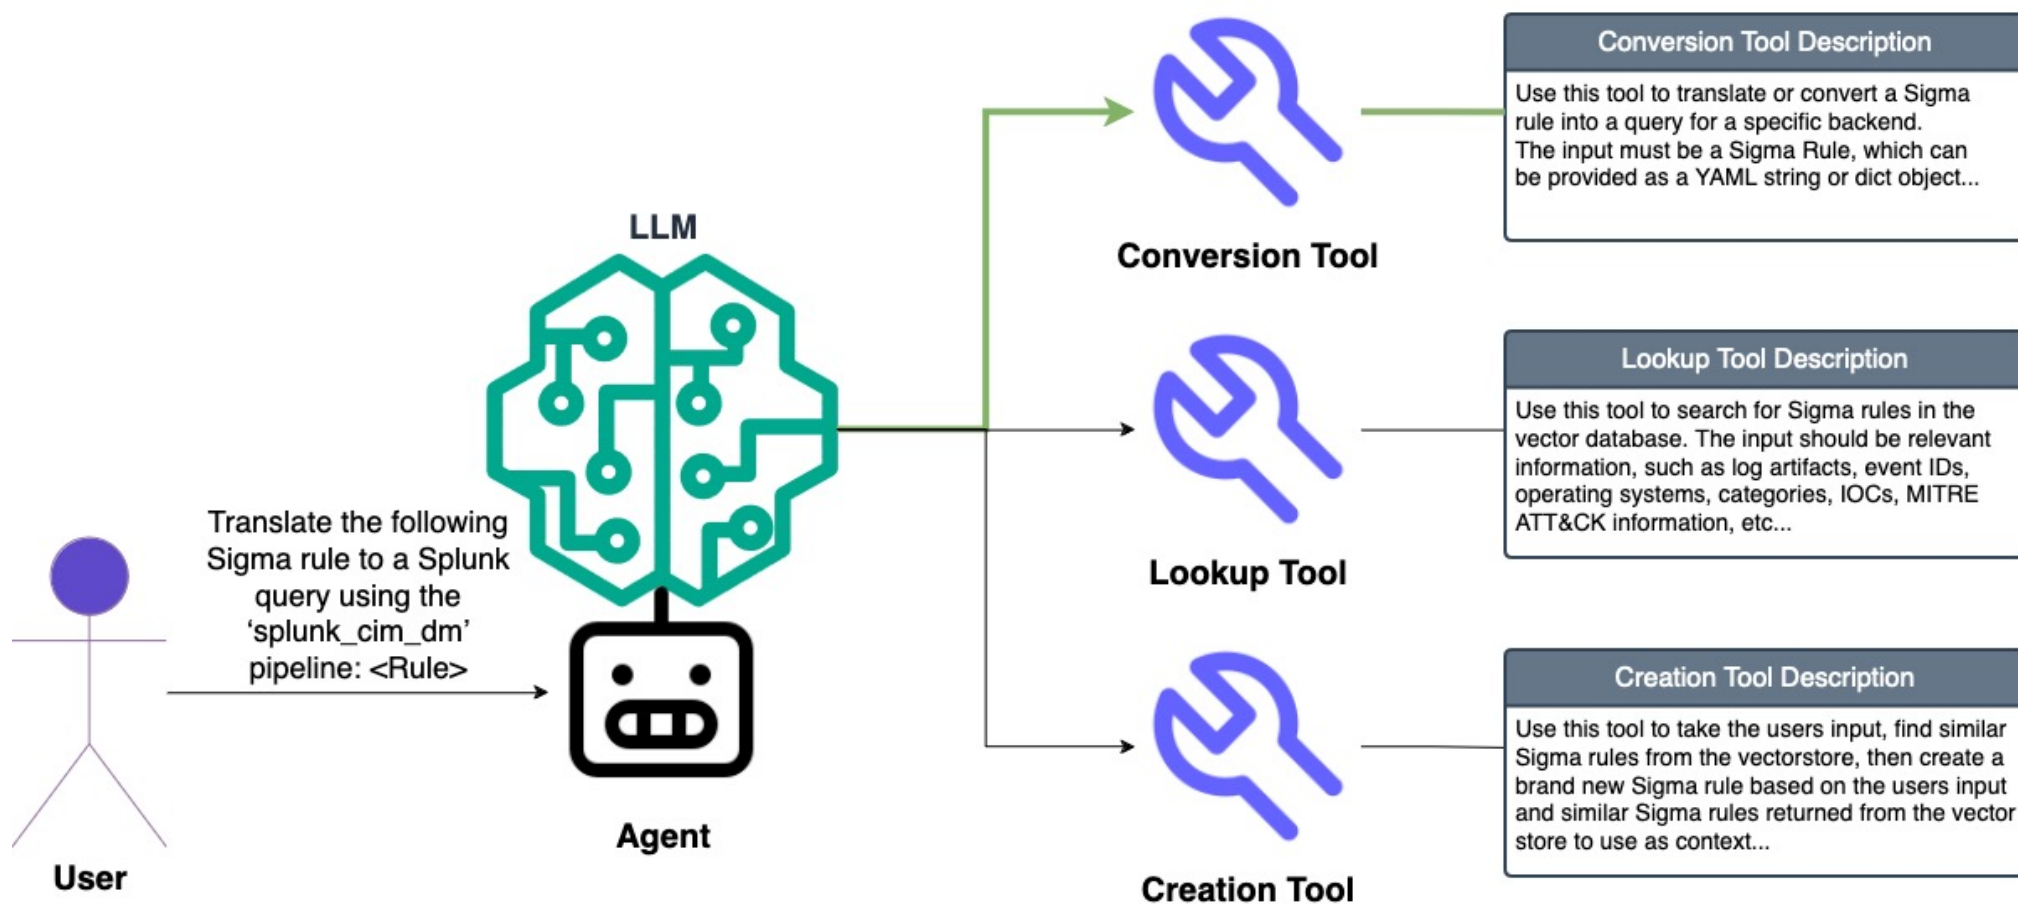 LLM
Translate the following
Sigma rule to a Splunk
query using the
‘splunk_cim_dm’
pipeline: <Rule>
User
Agent
Conversion Tool
Conversion Tool Description
Use this tool to translate or convert a Sigma
rule into a query for a specific backend.
The input must be a Sigma Rule, which can
be provided as a YAML string or dict object...
Lookup Tool
Lookup Tool Description
Use this tool to search for Sigma rules in the
vector database. The input should be relevant
information, such as log artifacts, event IDs,
operating systems, categories, IOCs, MITRE
ATT&CK information, etc...
Creation Tool
Creation Tool Description
Use this tool to take the users input, find similar
Sigma rules from the vectorstore, then create a
brand new Sigma rule based on the users input
and similar Sigma rules returned from the vector
store to use as context...